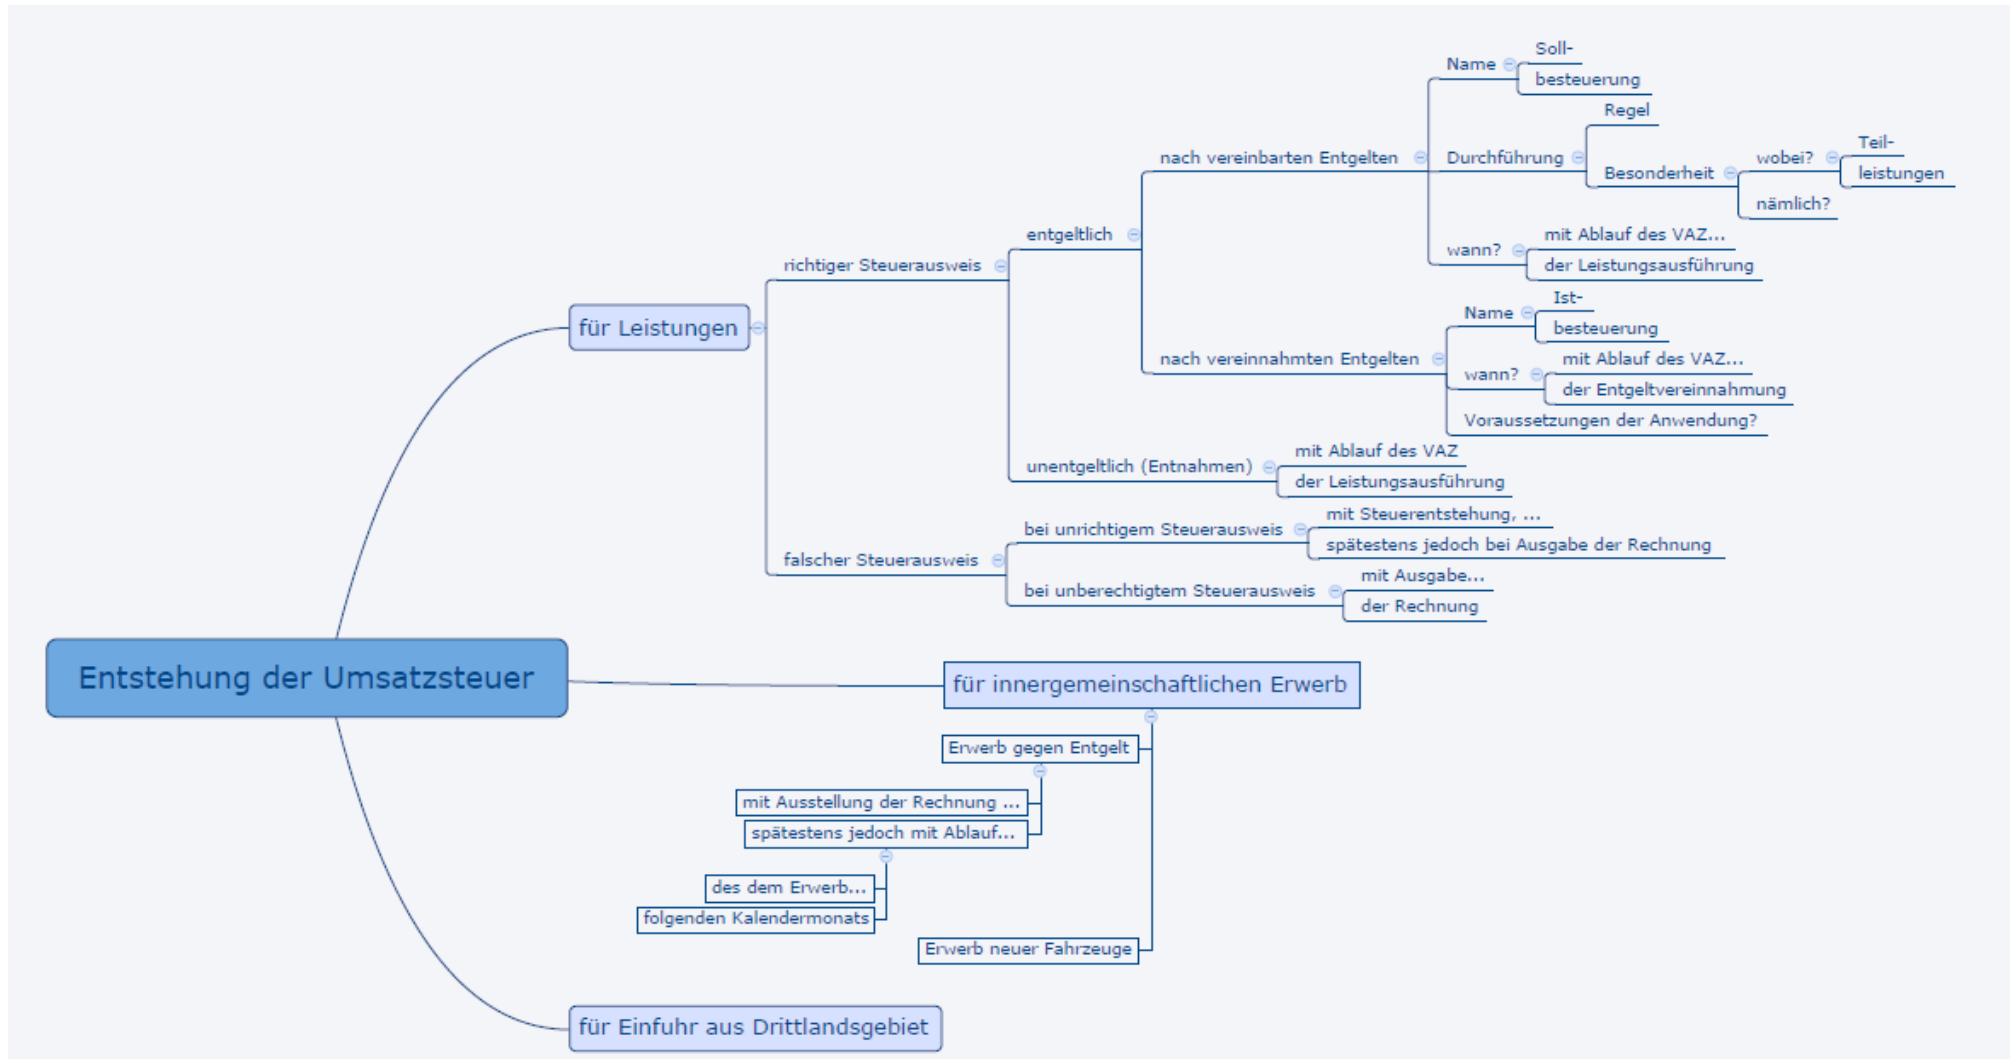 Entstehung der Umsatzsteuer
für Leistungen
richtiger Steuerausweis
entgeltlich
nach vereinbarten Entgelten
Name
Soll-
besteuerung
Durchführung
Regel
Besonderheit
wobei?
Teil-
leistungen
nämlich?
wann?
mit Ablauf des VAZ...
der Leistungsausführung
nach vereinnahmten Entgelten
Name
Ist-
besteuerung
wann?
mit Ablauf des VAZ...
der Entgeltvereinnahmung
Voraussetzungen der Anwendung?
unentgeltlich (Entnahmen)
mit Ablauf des VAZ
der Leistungsausführung
falscher Steuerausweis
bei unrichtigem Steuerausweis
mit Steuerentstehung, ...
spätestens jedoch bei Ausgabe der Rechnung
bei unberechtigtem Steuerausweis
mit Ausgabe...
der Rechnung
für innergemeinschaftlichen Erwerb
Erwerb gegen Entgelt
mit Ausstellung der Rechnung ...
spätestens jedoch mit Ablauf...
des dem Erwerb...
folgenden Kalendermonats
Erwerb neuer Fahrzeuge
für Einfuhr aus Drittlandsgebiet